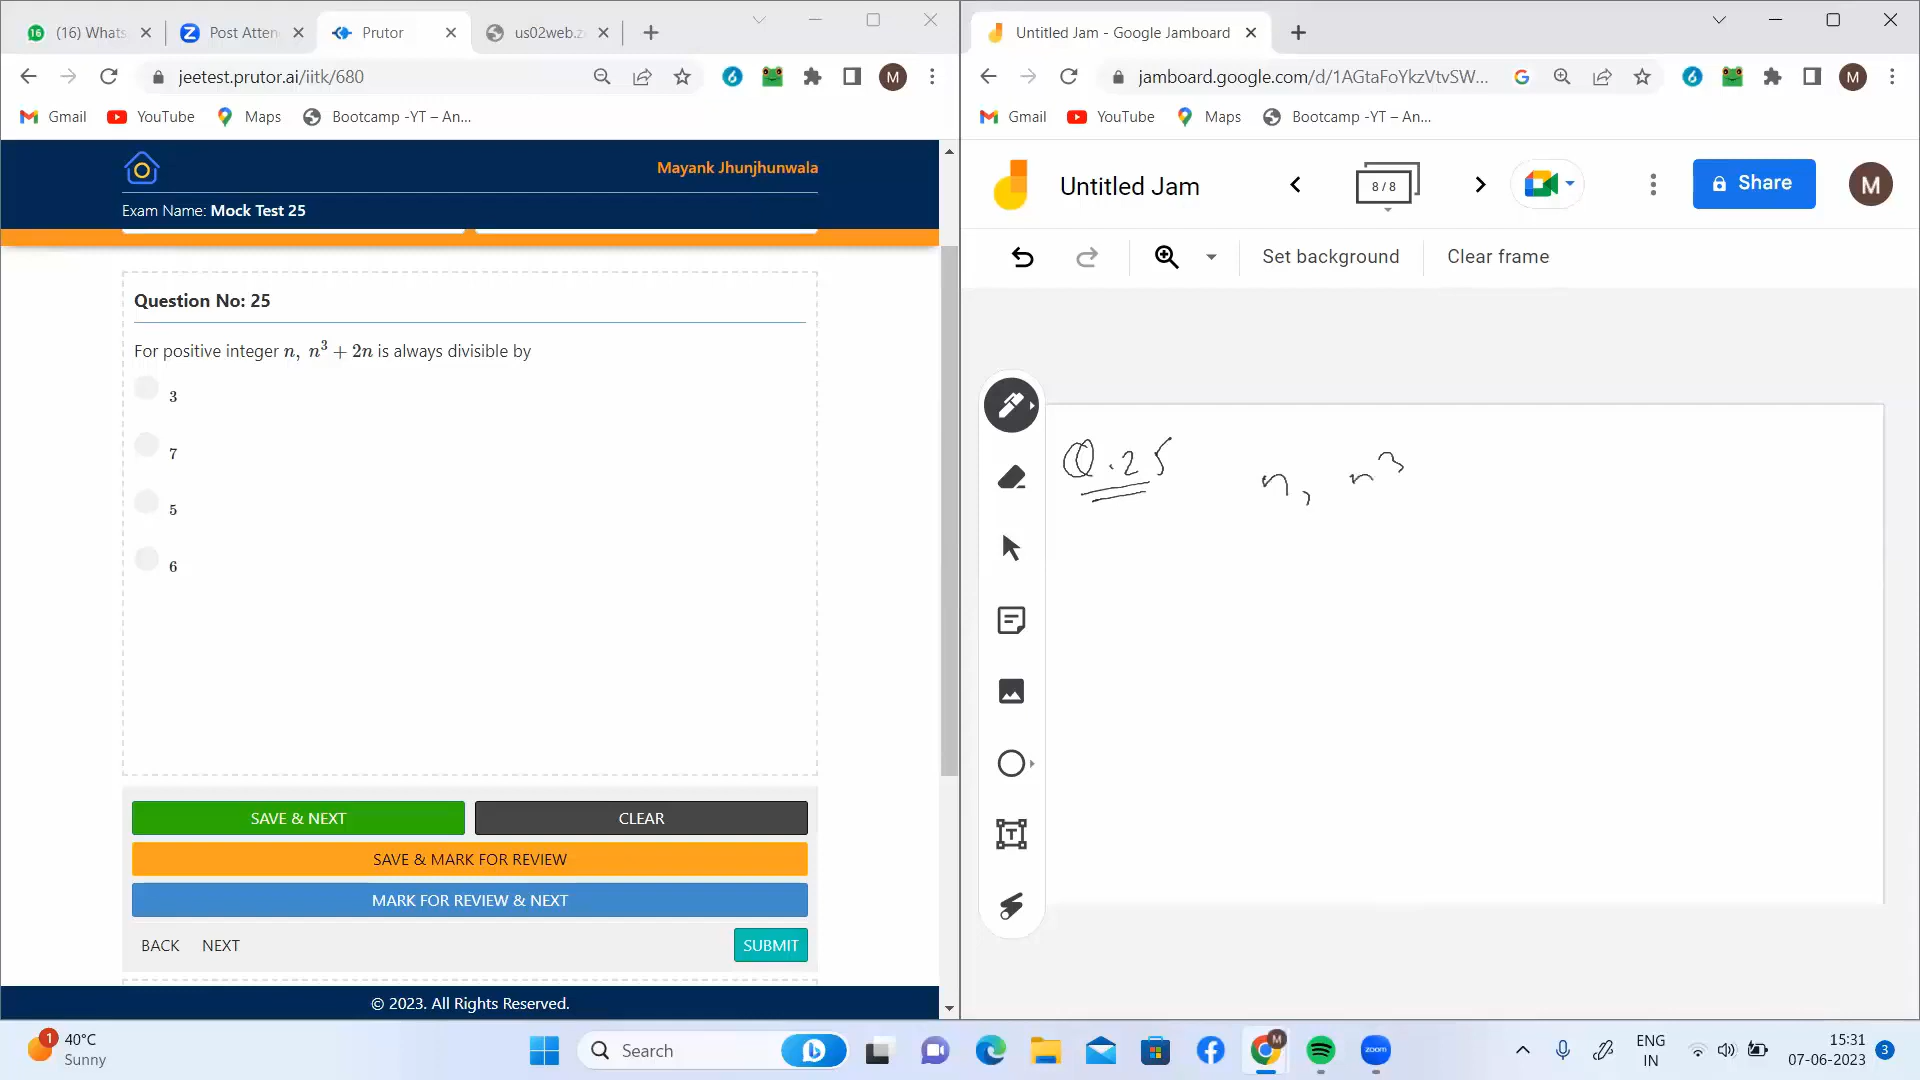 (16) Whats
Post Atten
Prutor
us02web.z
jeetest.prutor.ai/iitk/680
M
Gmail
YouTube
Maps
Bootcamp -YT – An...
Mayank Jhunjhunwala
Exam Name: Mock Test 25
Question No: 25
For positive integer n, n³ + 2n is always divisible by
3
7
5
6
SAVE & NEXT
CLEAR
SAVE & MARK FOR REVIEW
MARK FOR REVIEW & NEXT
BACK
NEXT
SUBMIT
© 2023. All Rights Reserved.
Untitled Jam - Google Jamboard
jamboard.google.com/d/1AGtaFoYkzVtvSW...
M
Gmail
YouTube
Maps
Bootcamp -YT – An...
Untitled Jam
8 / 8
Share
M
Set background
Clear frame
Q.25 n, n³
1
40°C
Sunny
Search
M
zoom
ENG
IN
15:31
07-06-2023
3